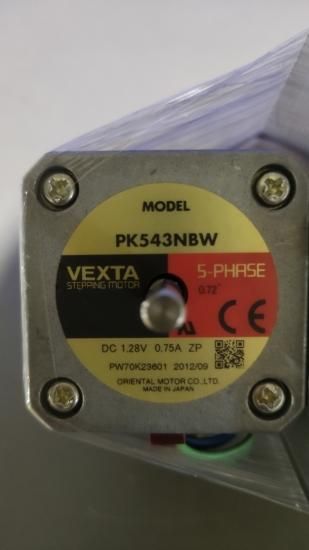 MODEL
PK543NBW
VEXTA
STEPPING MOTOR
5-PHASE
0.72°
CE
DC 1.28V 0.75A ZP
PW70K23601 2012/09
ORIENTAL MOTOR CO.,LTD.
MADE IN JAPAN